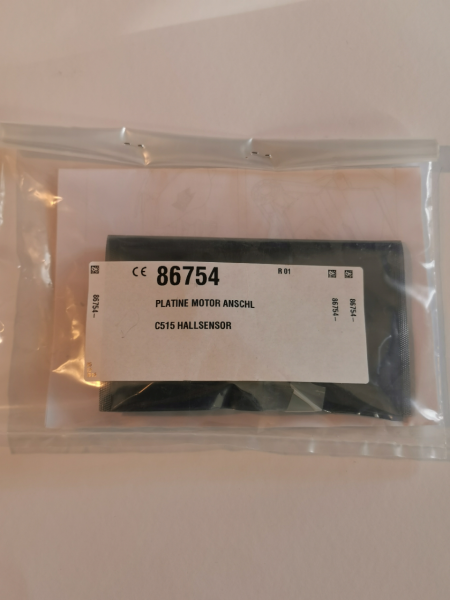 CE 86754 R 01
PLATINE MOTOR ANSCHL
C515 HALLSENSOR
86754--
86754--
86754--